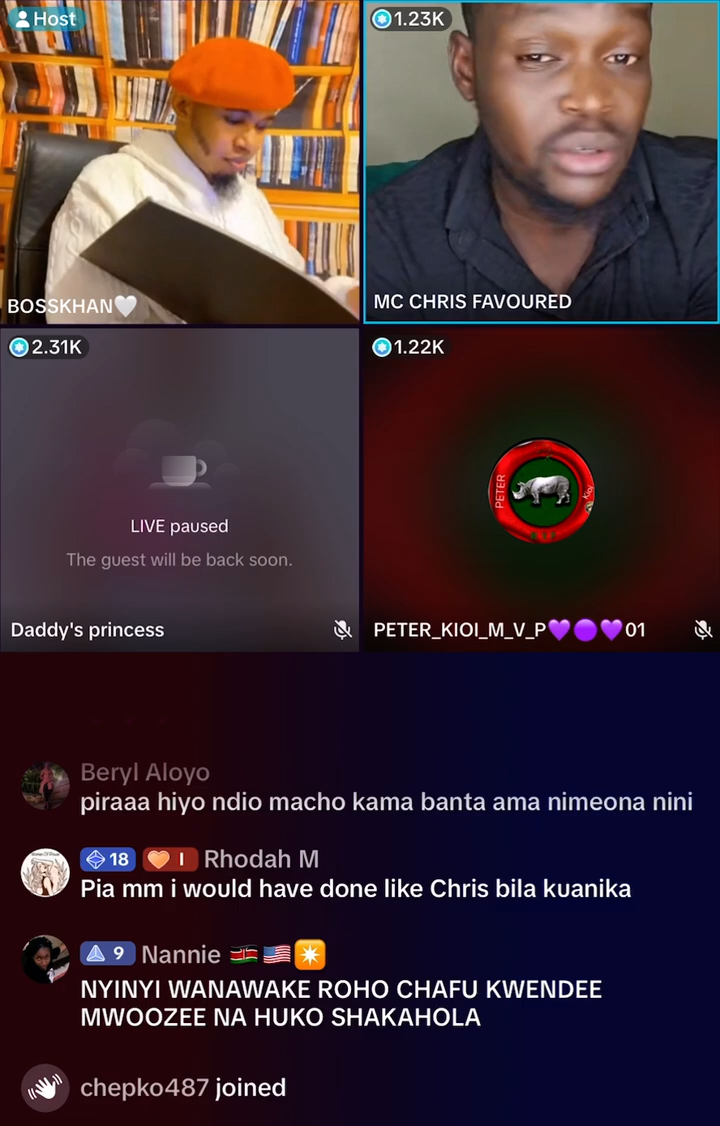 Host
1.23K
BOSSKHAN🤍
MC CHRIS FAVOURED
2.31K
1.22K
LIVE paused
The guest will be back soon.
PETER
Kioi
Daddy's princess
PETER_KIOI_M_V_P💜🟣💜01
Beryl Aloyo
piraaa hiyo ndio macho kama banta ama nimeona nini
18 I Rhodah M
Pia mm i would have done like Chris bila kuanika
9 Nannie 🇰🇪🇺🇸✴️
NYINYI WANAWAKE ROHO CHAFU KWENDEE
MWOOZEE NA HUKO SHAKAHOLA
chepko487 joined